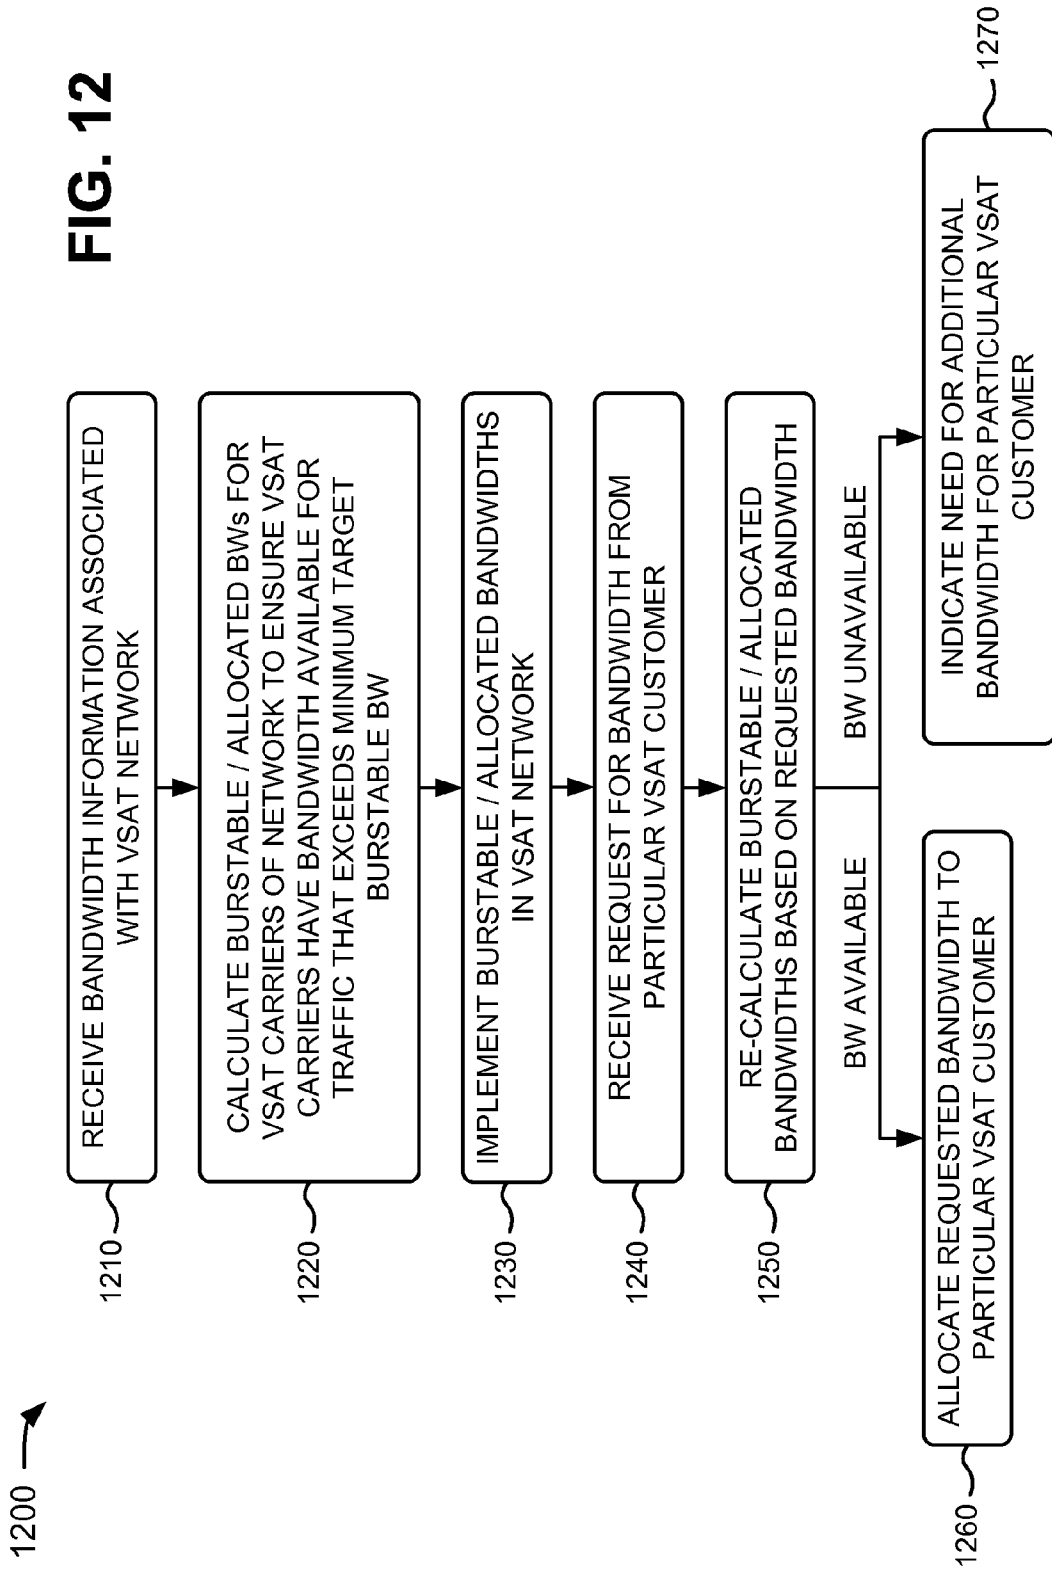 FIG. 12
1200
1210
RECEIVE BANDWIDTH INFORMATION ASSOCIATED
WITH VSAT NETWORK
1220
CALCULATE BURSTABLE / ALLOCATED BWs FOR
VSAT CARRIERS OF NETWORK TO ENSURE VSAT
CARRIERS HAVE BANDWIDTH AVAILABLE FOR
TRAFFIC THAT EXCEEDS MINIMUM TARGET
BURSTABLE BW
1230
IMPLEMENT BURSTABLE / ALLOCATED BANDWIDTHS
IN VSAT NETWORK
1240
RECEIVE REQUEST FOR BANDWIDTH FROM
PARTICULAR VSAT CUSTOMER
1250
RE-CALCULATE BURSTABLE / ALLOCATED
BANDWIDTHS BASED ON REQUESTED BANDWIDTH
BW AVAILABLE
BW UNAVAILABLE
1260
ALLOCATE REQUESTED BANDWIDTH TO
PARTICULAR VSAT CUSTOMER
INDICATE NEED FOR ADDITIONAL
BANDWIDTH FOR PARTICULAR VSAT
CUSTOMER
1270